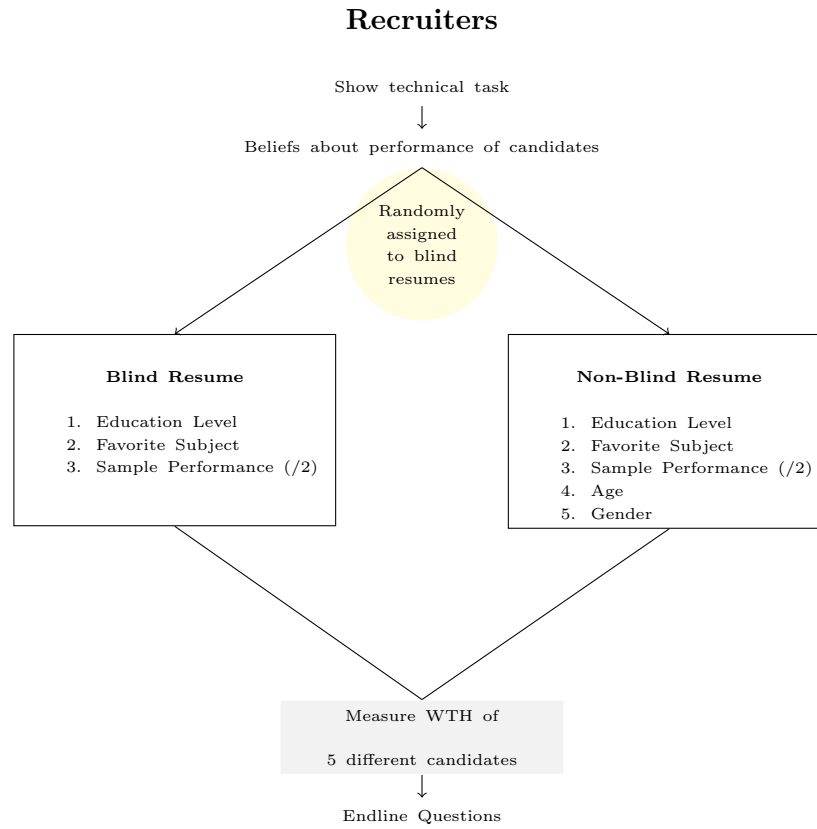 Recruiters
Show technical task
Beliefs about performance of candidates
Randomly
assigned
to blind
resumes
Blind Resume
1. Education Level
2. Favorite Subject
3. Sample Performance (/2)
Non-Blind Resume
1. Education Level
2. Favorite Subject
3. Sample Performance (/2)
4. Age
5. Gender
Measure WTH of
5 different candidates
Endline Questions